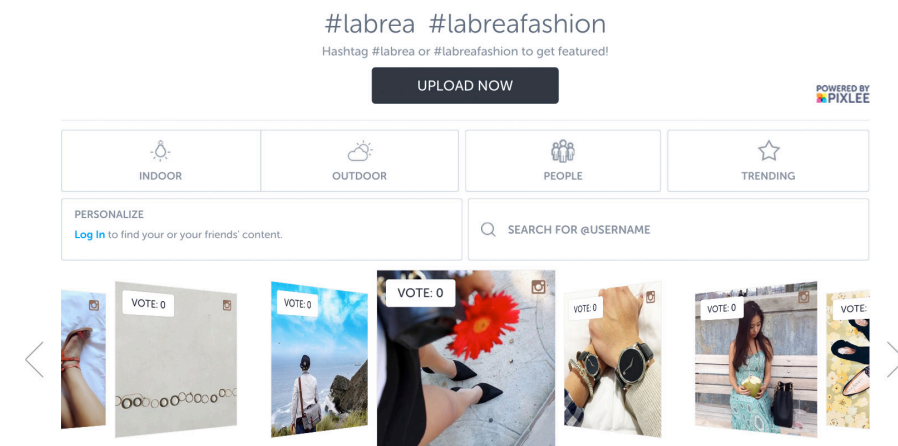 #labrea #labreafashion
Hashtag #labrea or #labreafashion to get featured!
UPLOAD NOW
POWERED BY
PIXLEE
INDOOR
OUTDOOR
PEOPLE
TRENDING
PERSONALIZE
Log In to find your or your friends' content.
SEARCH FOR @USERNAME
VOTE: 0
VOTE: 0
VOTE: 0
VOTE: 0
VOTE: 0
VOTE: